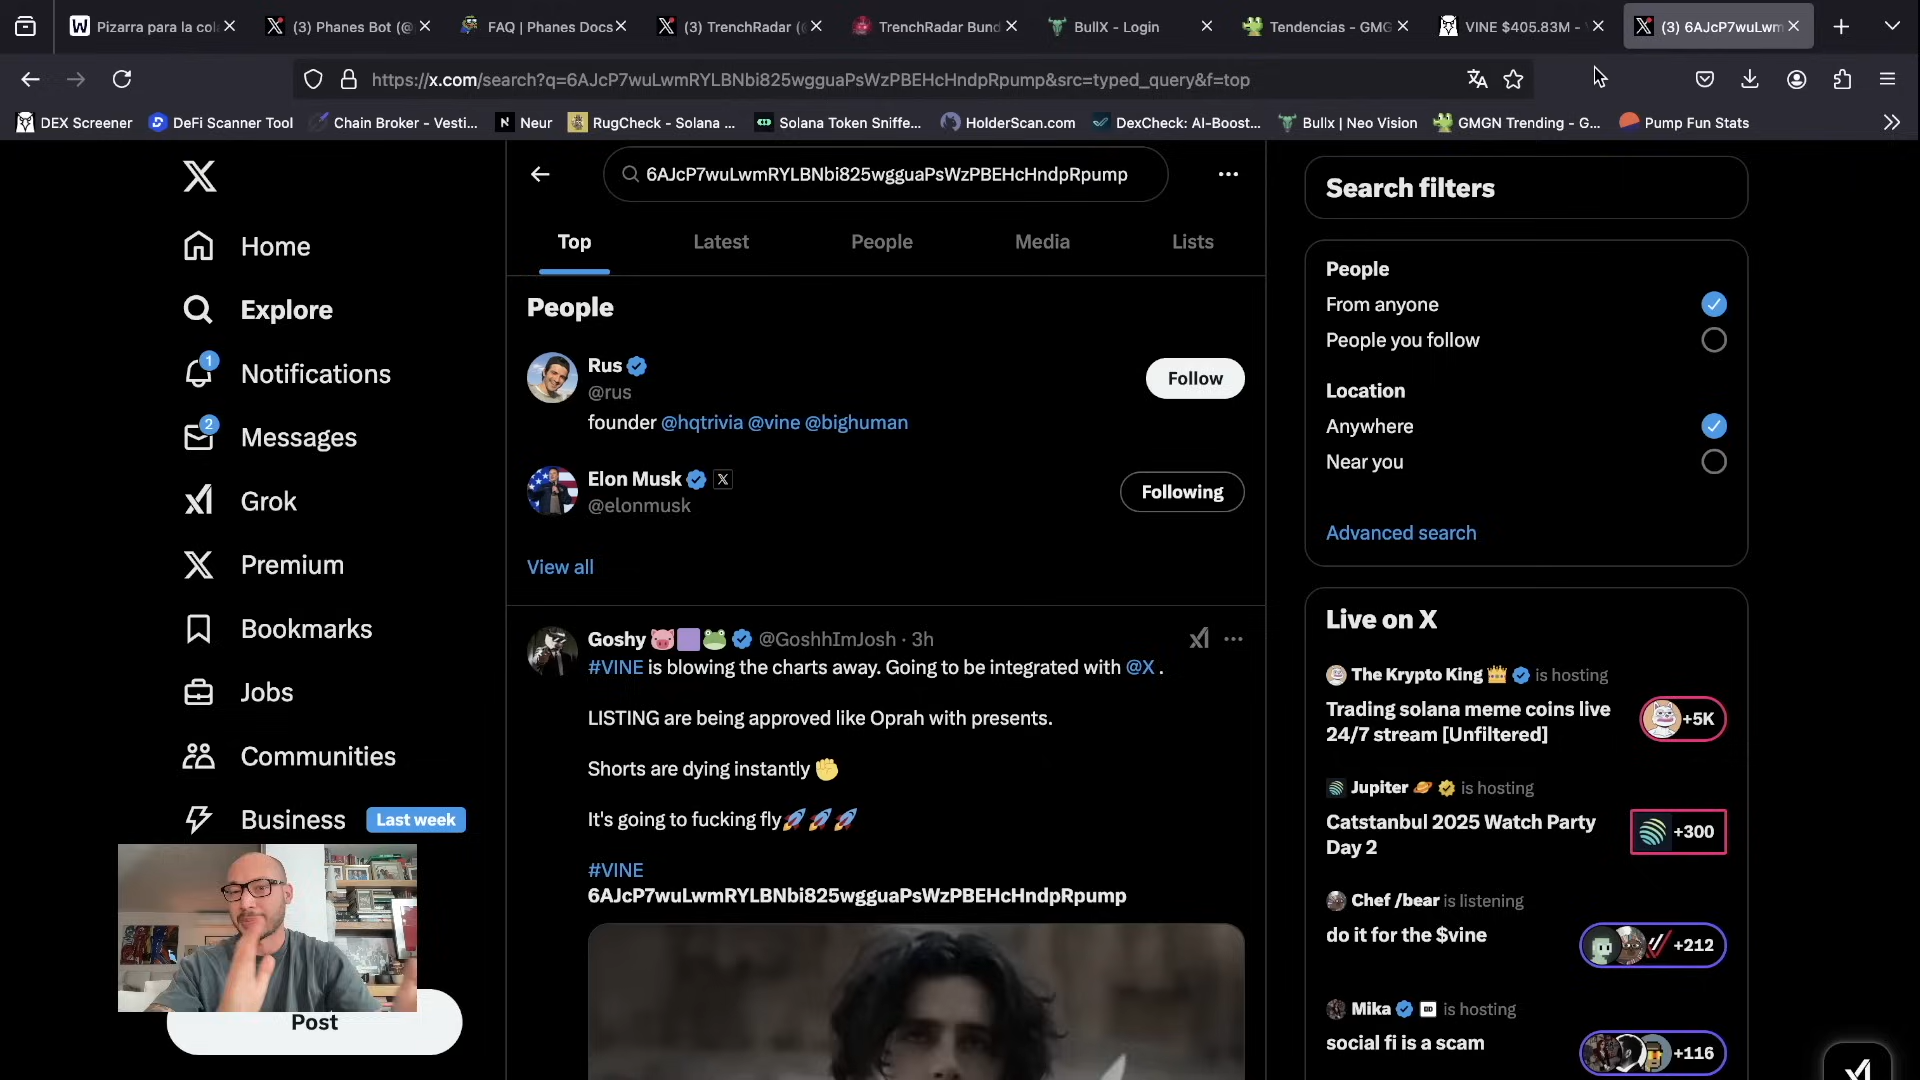 Pizarra para la col
(3) Phanes Bot (@
FAQ | Phanes Docs
(3) TrenchRadar (
TrenchRadar Bund
BullX - Login
Tendencias - GMG
VINE $405.83M -
(3) 6AJcP7wuLwm
https://x.com/search?q=6AJcP7wuLwmRYLBNbi825wgguaPsWzPBEHcHndpRpump&src=typed_query&f=top
DEX Screener
DeFi Scanner Tool
Chain Broker - Vesti...
Neur
RugCheck - Solana ...
Solana Token Sniffe...
HolderScan.com
DexCheck: AI-Boost...
Bullx | Neo Vision
GMGN Trending - G...
Pump Fun Stats
Home
Explore
1
Notifications
2
Messages
Grok
Premium
Bookmarks
Jobs
Communities
Business Last week
Post
6AJcP7wuLwmRYLBNbi825wgguaPsWzPBEHcHndpRpump
Top
Latest
People
Media
Lists
People
Rus
@rus
Follow
founder @hqtrivia @vine @bighuman
Elon Musk
@elonmusk
Following
View all
Goshy 🐷🟪🐸 @GoshhImJosh · 3h
#VINE is blowing the charts away. Going to be integrated with @X .
LISTING are being approved like Oprah with presents.
Shorts are dying instantly ✊
It's going to fucking fly🚀🚀🚀
#VINE
6AJcP7wuLwmRYLBNbi825wgguaPsWzPBEHcHndpRpump
Search filters
People
From anyone
People you follow
Location
Anywhere
Near you
Advanced search
Live on X
The Krypto King 👑 is hosting
Trading solana meme coins live
24/7 stream [Unfiltered]
+5K
Jupiter 🪐 is hosting
Catstanbul 2025 Watch Party
Day 2
+300
Chef /bear is listening
do it for the $vine
+212
Mika is hosting
social fi is a scam
+116